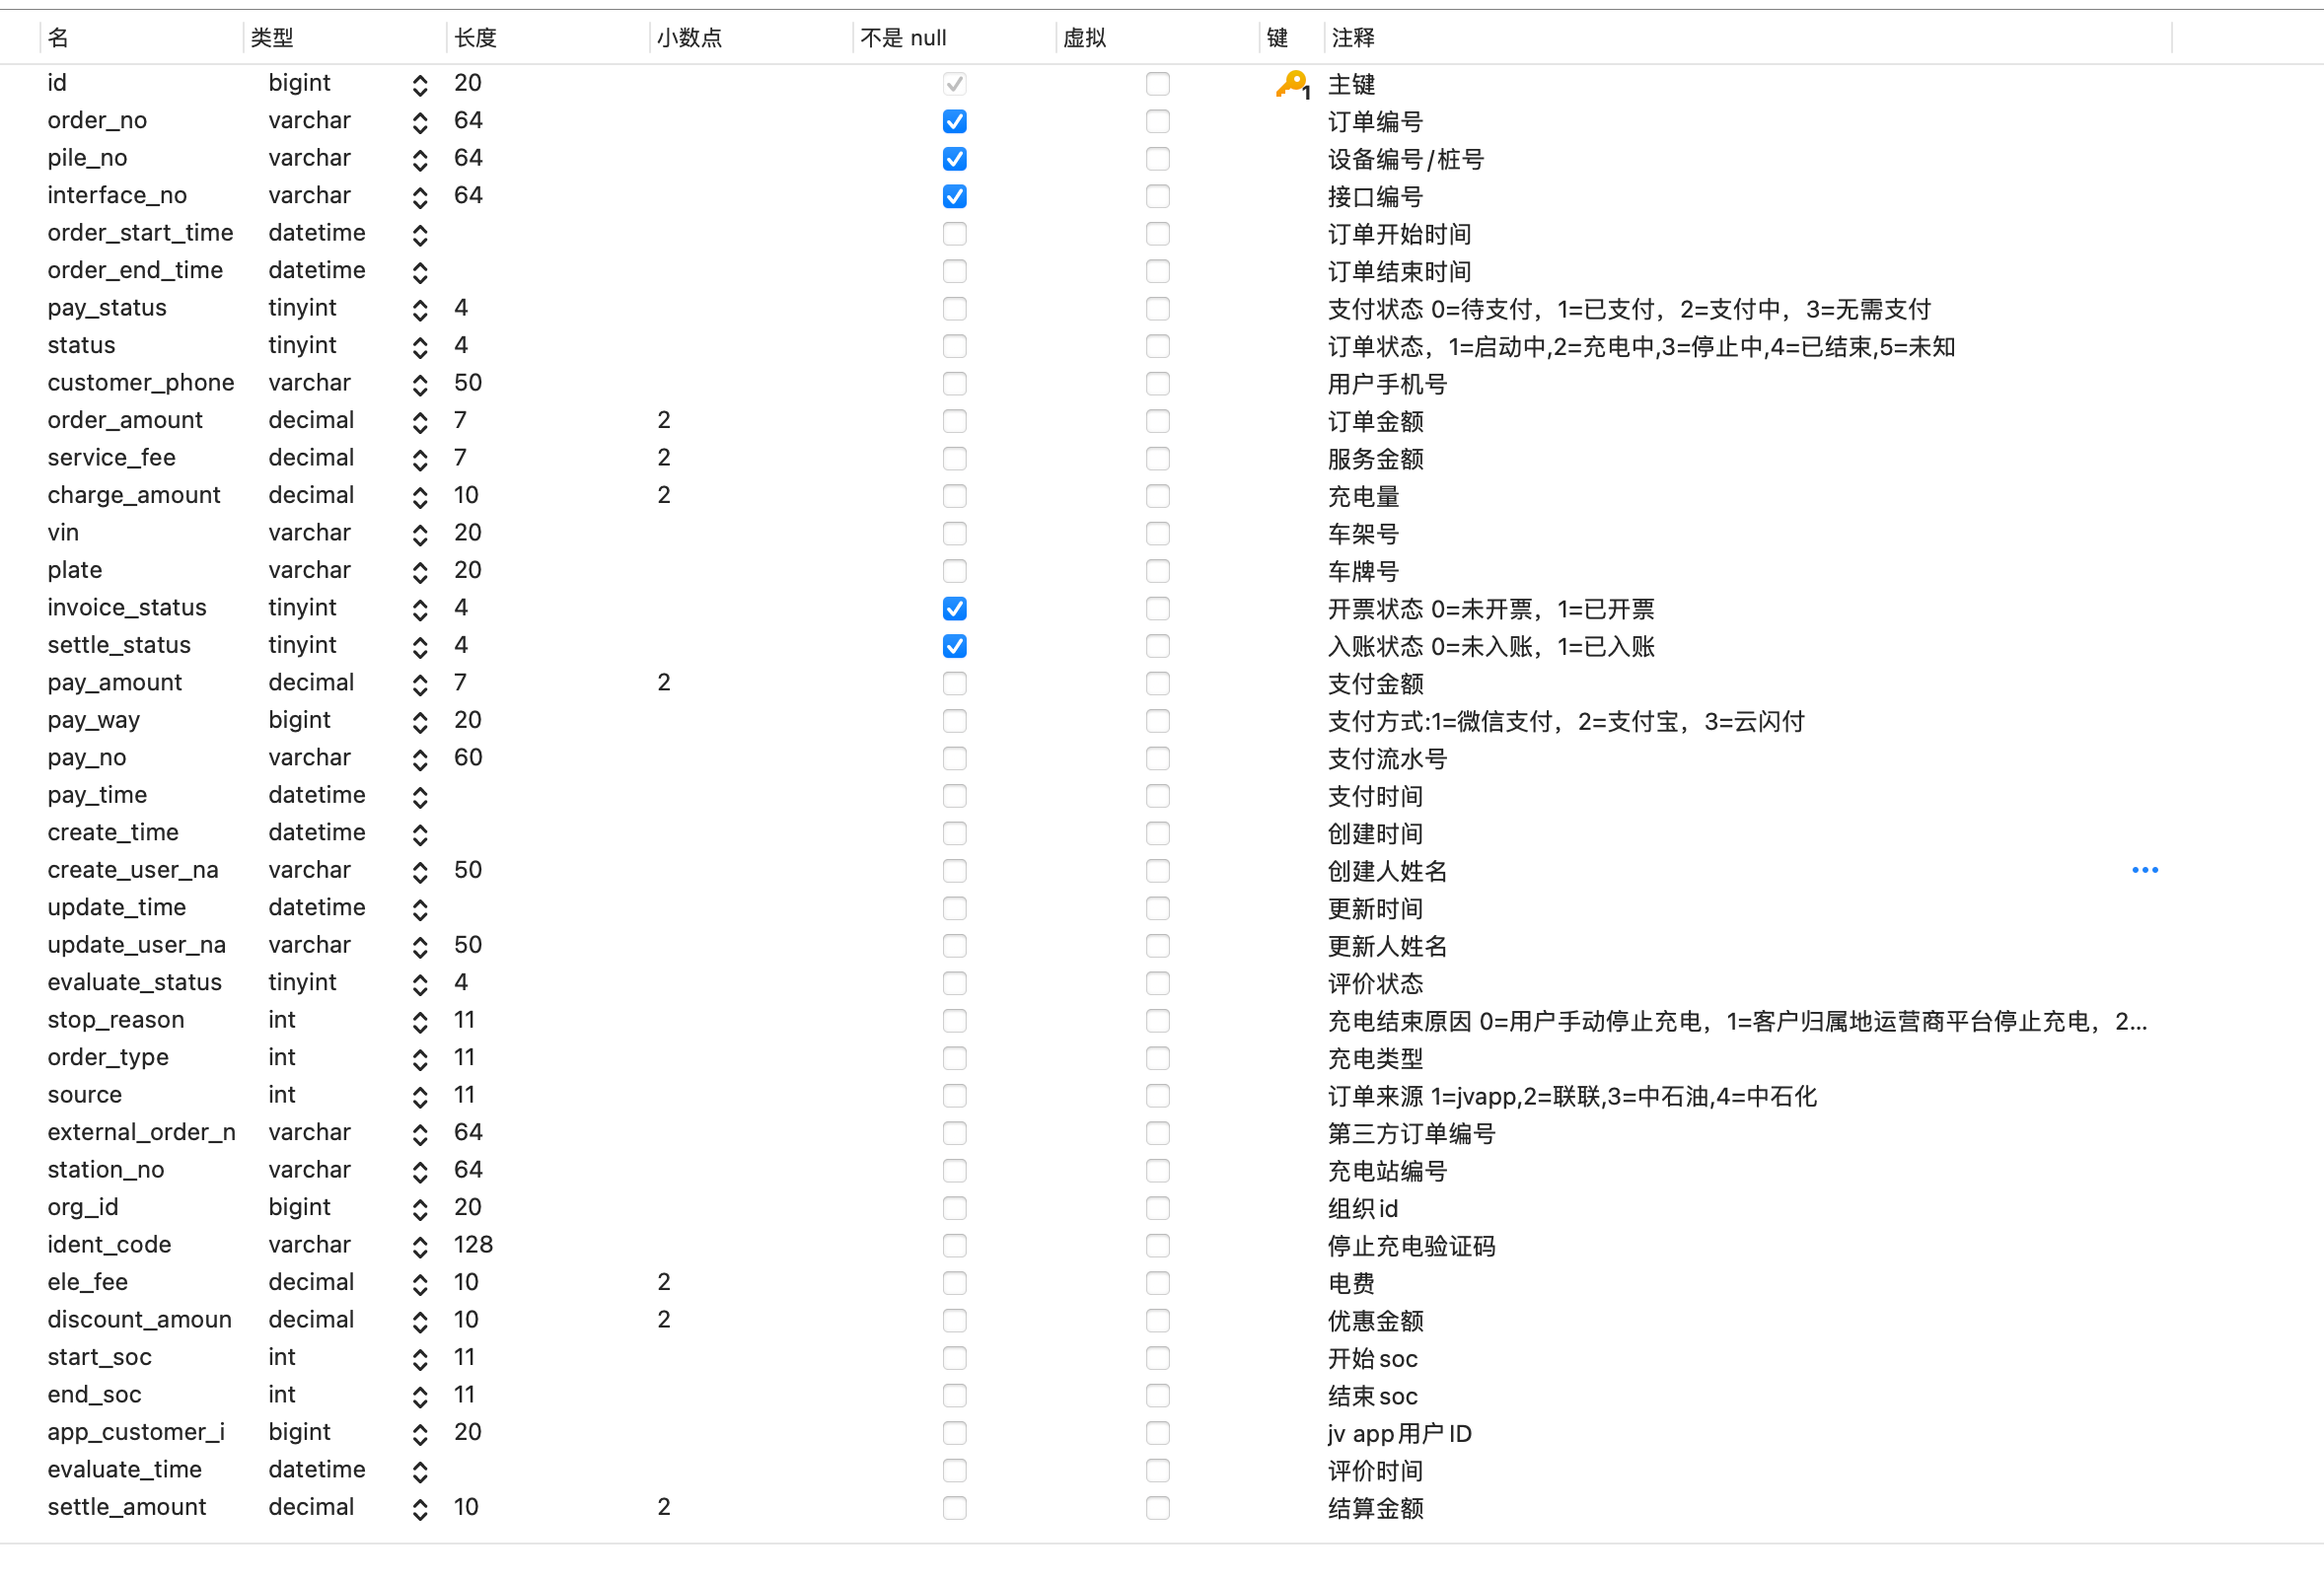 名 类型 长度 小数点 不是 null 虚拟 键 注释
id bigint 20 1 主键
order_no varchar 64 订单编号
pile_no varchar 64 设备编号/桩号
interface_no varchar 64 接口编号
order_start_time datetime 订单开始时间
order_end_time datetime 订单结束时间
pay_status tinyint 4 支付状态 0=待支付，1=已支付，2=支付中，3=无需支付
status tinyint 4 订单状态，1=启动中,2=充电中,3=停止中,4=已结束,5=未知
customer_phone varchar 50 用户手机号
order_amount decimal 7 2 订单金额
service_fee decimal 7 2 服务金额
charge_amount decimal 10 2 充电量
vin varchar 20 车架号
plate varchar 20 车牌号
invoice_status tinyint 4 开票状态 0=未开票，1=已开票
settle_status tinyint 4 入账状态 0=未入账，1=已入账
pay_amount decimal 7 2 支付金额
pay_way bigint 20 支付方式:1=微信支付，2=支付宝，3=云闪付
pay_no varchar 60 支付流水号
pay_time datetime 支付时间
create_time datetime 创建时间
create_user_na varchar 50 创建人姓名 •••
update_time datetime 更新时间
update_user_na varchar 50 更新人姓名
evaluate_status tinyint 4 评价状态
stop_reason int 11 充电结束原因 0=用户手动停止充电，1=客户归属地运营商平台停止充电，2...
order_type int 11 充电类型
source int 11 订单来源 1=jvapp,2=联联,3=中石油,4=中石化
external_order_n varchar 64 第三方订单编号
station_no varchar 64 充电站编号
org_id bigint 20 组织id
ident_code varchar 128 停止充电验证码
ele_fee decimal 10 2 电费
discount_amoun decimal 10 2 优惠金额
start_soc int 11 开始soc
end_soc int 11 结束soc
app_customer_i bigint 20 jv app用户ID
evaluate_time datetime 评价时间
settle_amount decimal 10 2 结算金额